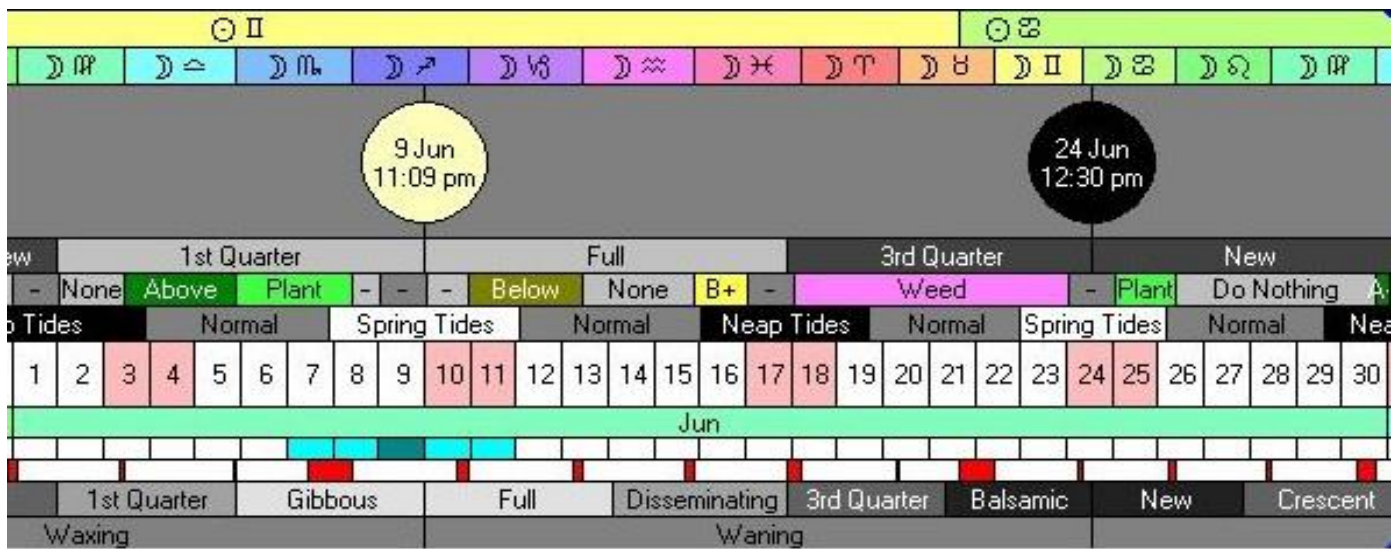 ☉ ♊ ☉ ♋
☽ ♍ ☽ ♎ ☽ ♏ ☽ ♐ ☽ ♑ ☽ ♒ ☽ ♓ ☽ ♈ ☽ ♉ ☽ ♊ ☽ ♋ ☽ ♌ ☽ ♍
9 Jun 24 Jun
11:09 pm 12:30 pm
ew 1st Quarter Full 3rd Quarter New
- None Above Plant - - - Below None B+ - Weed - Plant Do Nothing A
p Tides Normal Spring Tides Normal Neap Tides Normal Spring Tides Normal Nea
1 2 3 4 5 6 7 8 9 10 11 12 13 14 15 16 17 18 19 20 21 22 23 24 25 26 27 28 29 30
Jun
1st Quarter Gibbous Full Disseminating 3rd Quarter Balsamic New Crescent
Waxing Waning